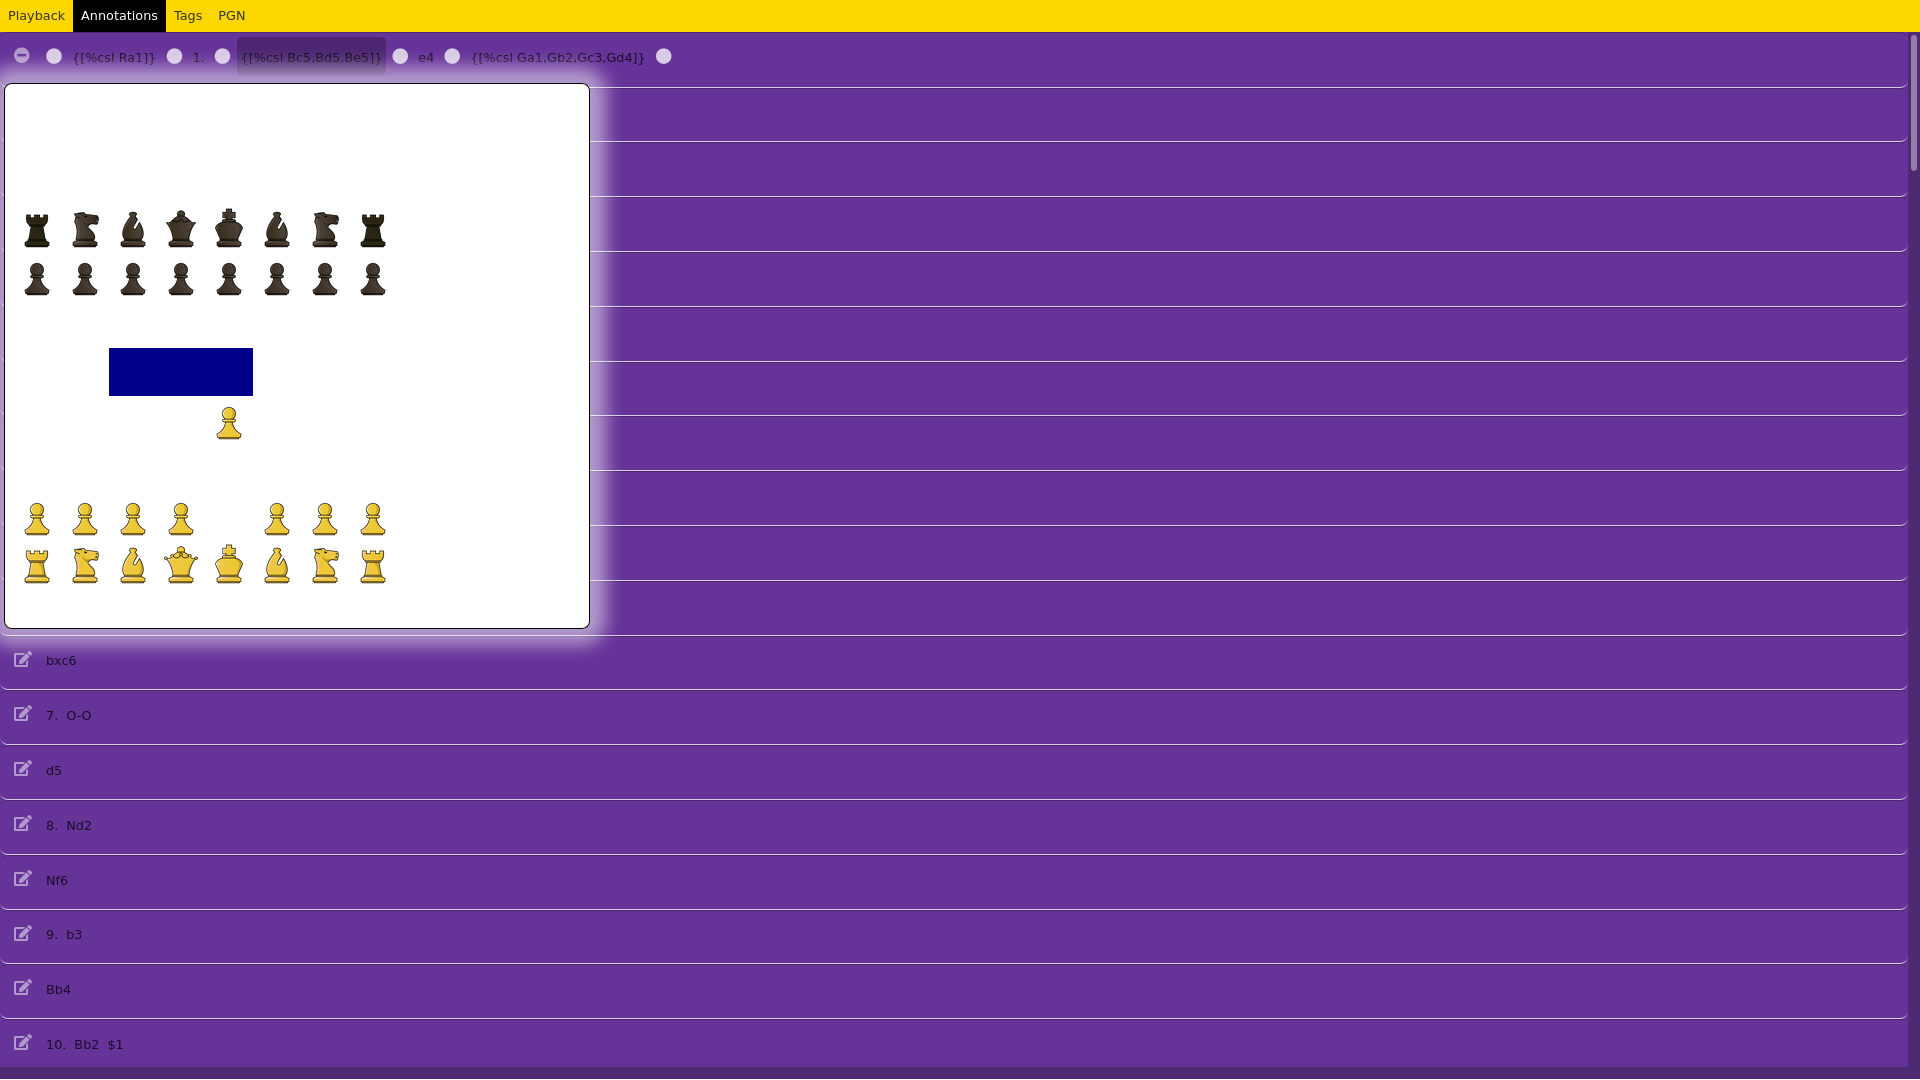 Playback Annotations Tags PGN
{[%csl Ra1]} 1. {[%csl Bc5,Bd5,Be5]} e4 {[%csl Ga1,Gb2,Gc3,Gd4]}
bxc6
7. O-O
d5
8. Nd2
Nf6
9. b3
Bb4
10. Bb2 $1